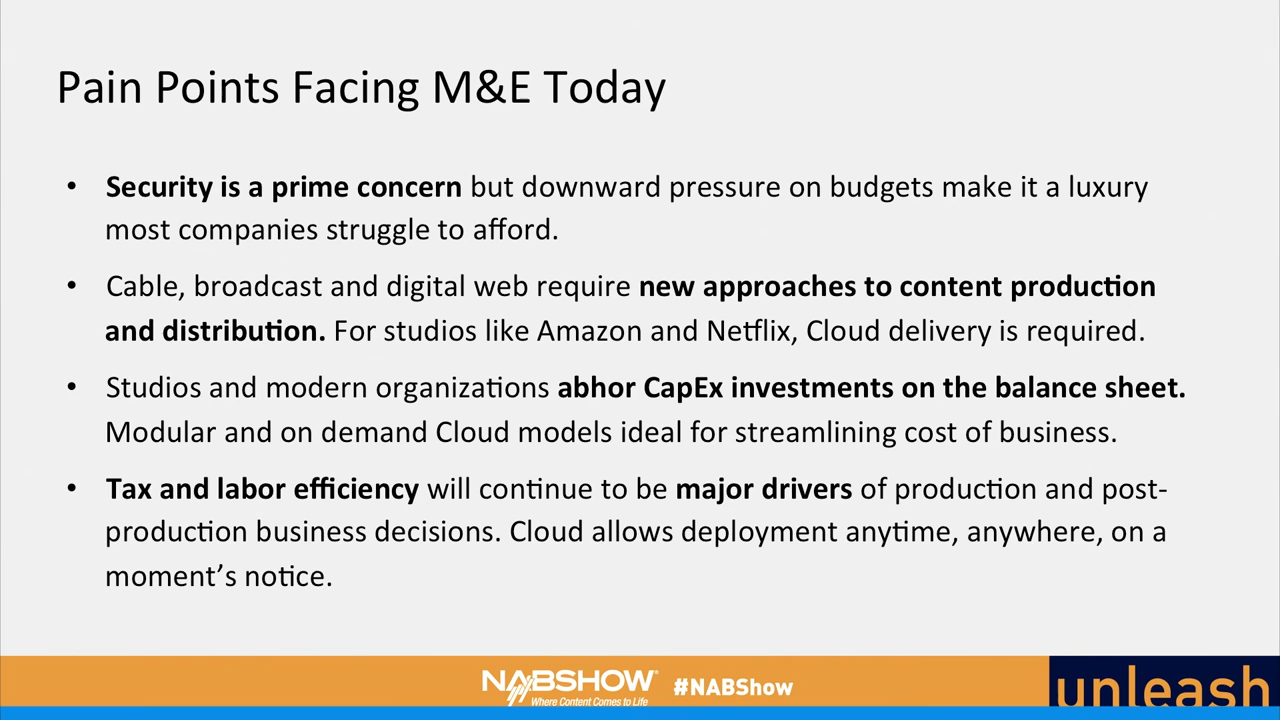 Pain Points Facing M&E Today
• Security is a prime concern but downward pressure on budgets make it a luxury
most companies struggle to afford.
• Cable, broadcast and digital web require new approaches to content production
and distribution. For studios like Amazon and Netflix, Cloud delivery is required.
• Studios and modern organizations abhor CapEx investments on the balance sheet.
Modular and on demand Cloud models ideal for streamlining cost of business.
• Tax and labor efficiency will continue to be major drivers of production and post-
production business decisions. Cloud allows deployment anytime, anywhere, on a
moment’s notice.
NABSHOW®
Where Content Comes to Life
#NABShow
unleash